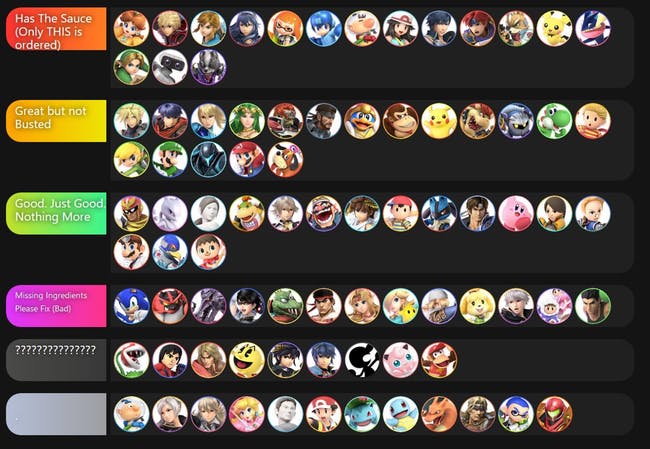 Has The Sauce
(Only THIS is
ordered)
Great but not
Busted
Good. Just Good.
Nothing More
Missing Ingredients
Please Fix (Bad)
???????????????
.